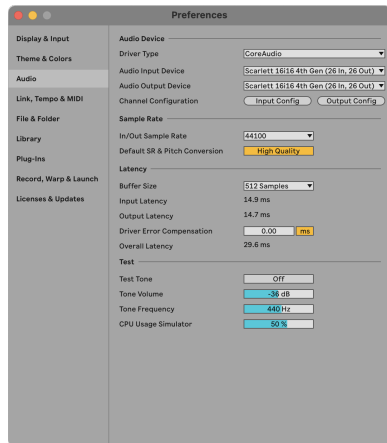 Preferences
Display & Input
Theme & Colors
Audio
Link, Tempo & MIDI
File & Folder
Library
Plug-Ins
Record, Warp & Launch
Licenses & Updates
Audio Device
Driver Type CoreAudio
Audio Input Device Scarlett 16i16 4th Gen (26 In, 26 Out)
Audio Output Device Scarlett 16i16 4th Gen (26 In, 26 Out)
Channel Configuration Input Config Output Config
Sample Rate
In/Out Sample Rate 44100
Default SR & Pitch Conversion High Quality
Latency
Buffer Size 512 Samples
Input Latency 14.9 ms
Output Latency 14.7 ms
Driver Error Compensation 0.00 ms
Overall Latency 29.6 ms
Test
Test Tone Off
Tone Volume -36 dB
Tone Frequency 440 Hz
CPU Usage Simulator 50 %